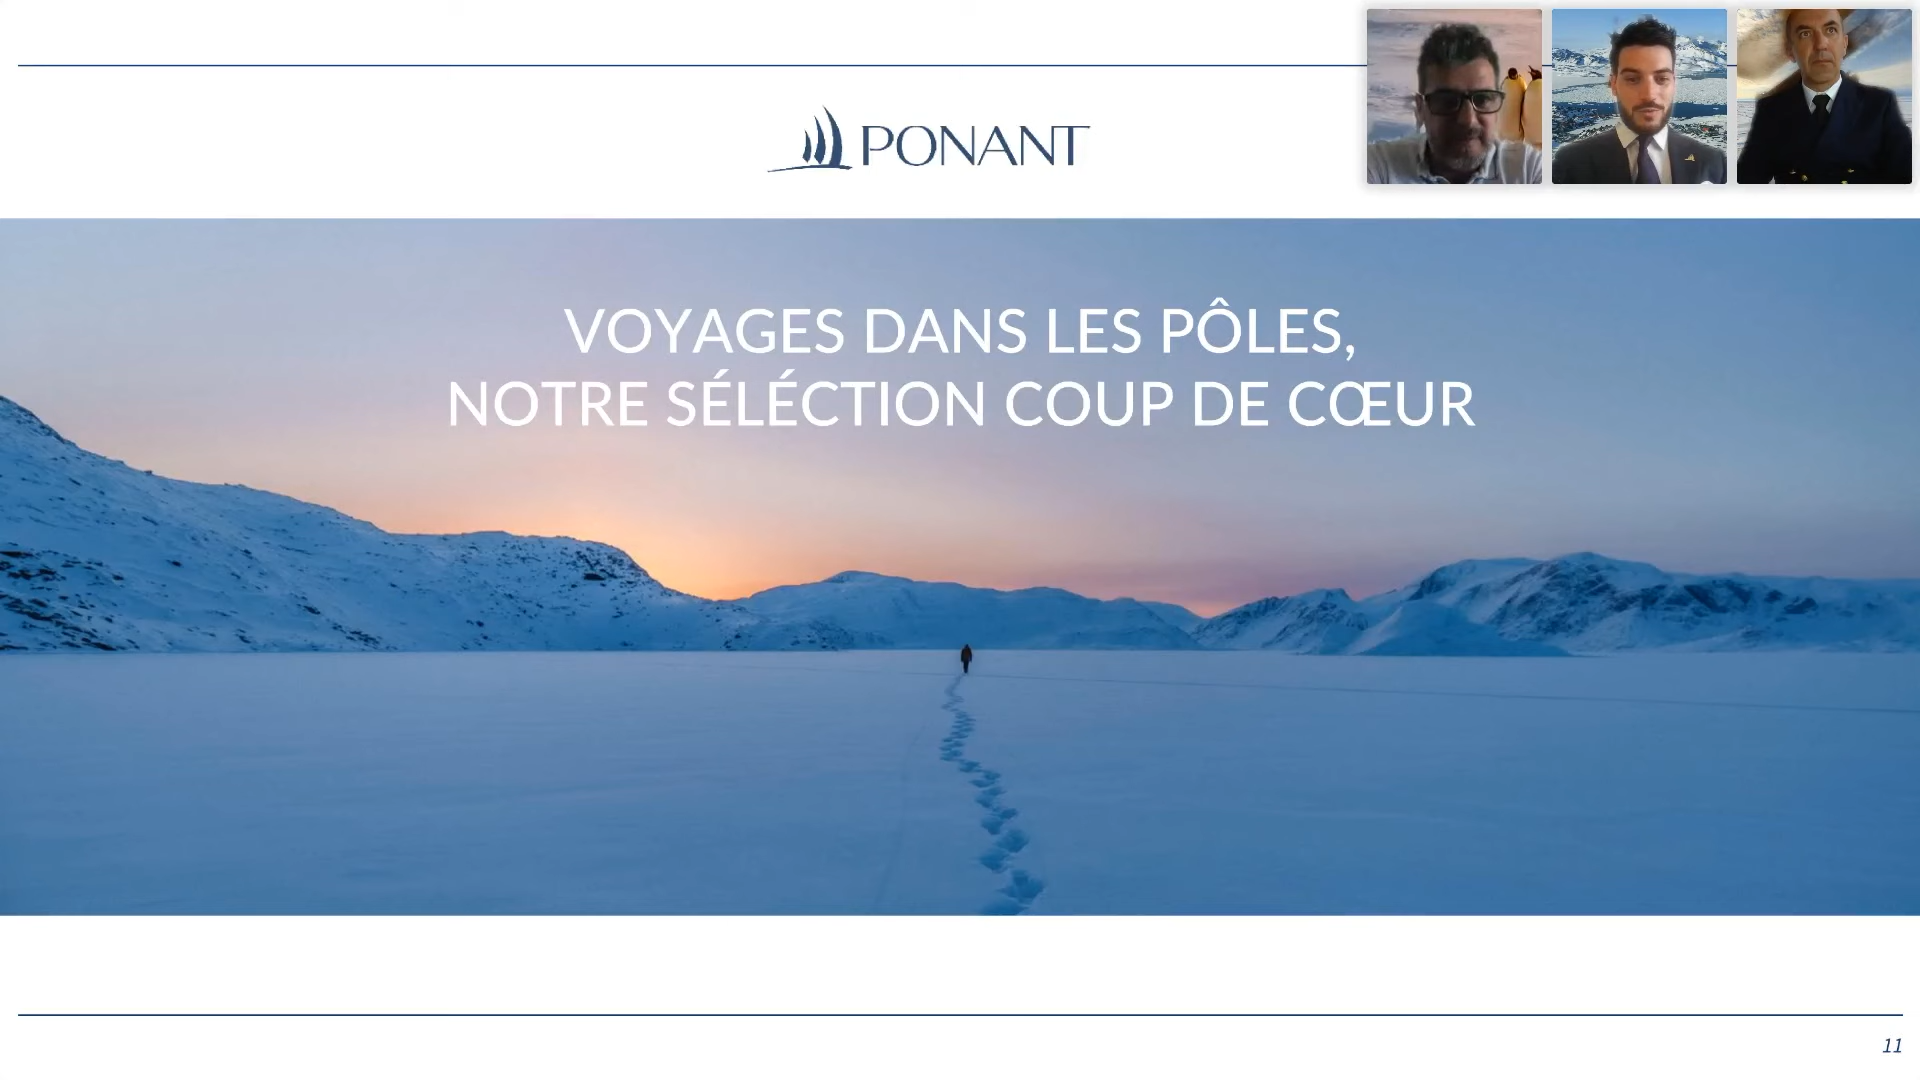 PONANT
VOYAGES DANS LES PÔLES,
NOTRE SÉLÉCTION COUP DE CŒUR
11